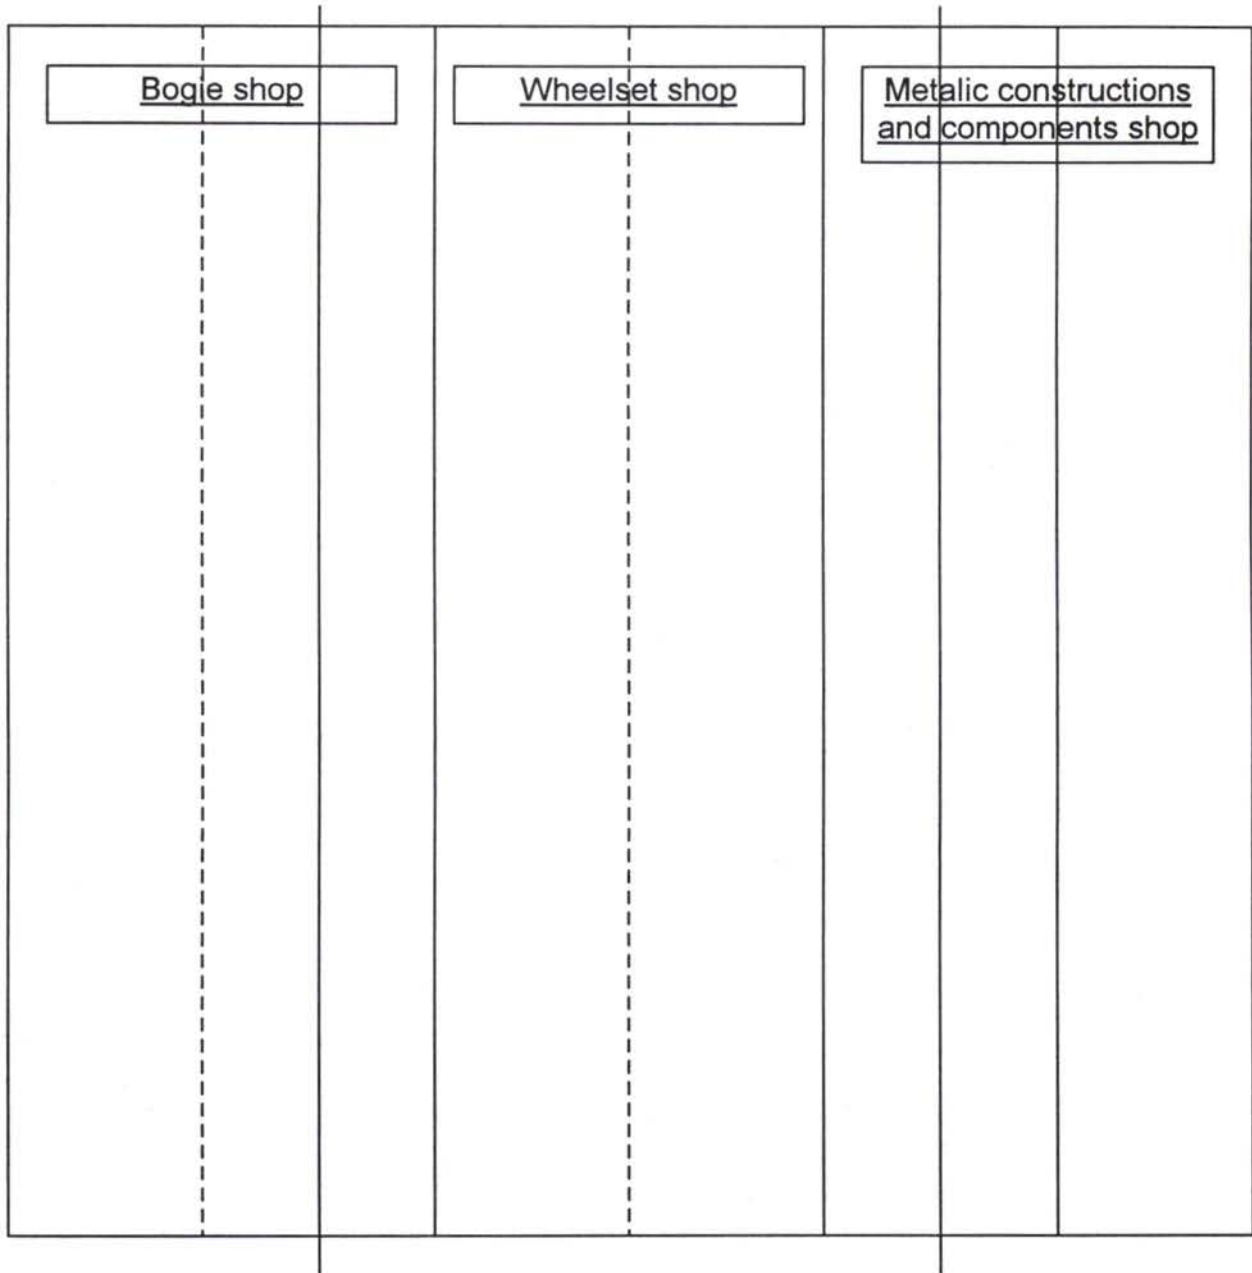 Bogie shop
Wheelset shop
Metalic constructions
and components shop